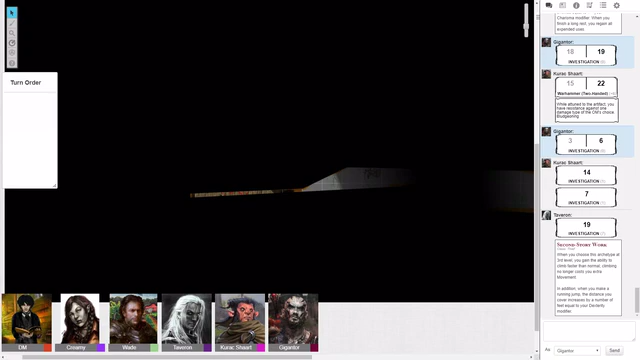 Turn Order
DM
Creamy
Wade
Taveron
Kurac Shaart
Gigantor
Charisma modifier. When you
finish a long rest, you regain all
expended uses.
Gigantor:
18
19
INVESTIGATION
Kurac Shaart:
15
22
Warhammer (Two-Handed)
While attuned to the artifact, you
have resistance against one
damage type of the DM's choice.
Bludgeoning
Gigantor:
3
6
INVESTIGATION
Kurac Shaart:
14
INVESTIGATION
7
INVESTIGATION
Taveron:
19
INVESTIGATION
Second-Story Work
When you choose this archetype at
3rd level, you gain the ability to
climb faster than normal; climbing
no longer costs you extra
Movement.
In addition, when you make a
running jump, the distance you
cover increases by a number of
feet equal to your Dexterity
modifier.
As:
Gigantor
Send